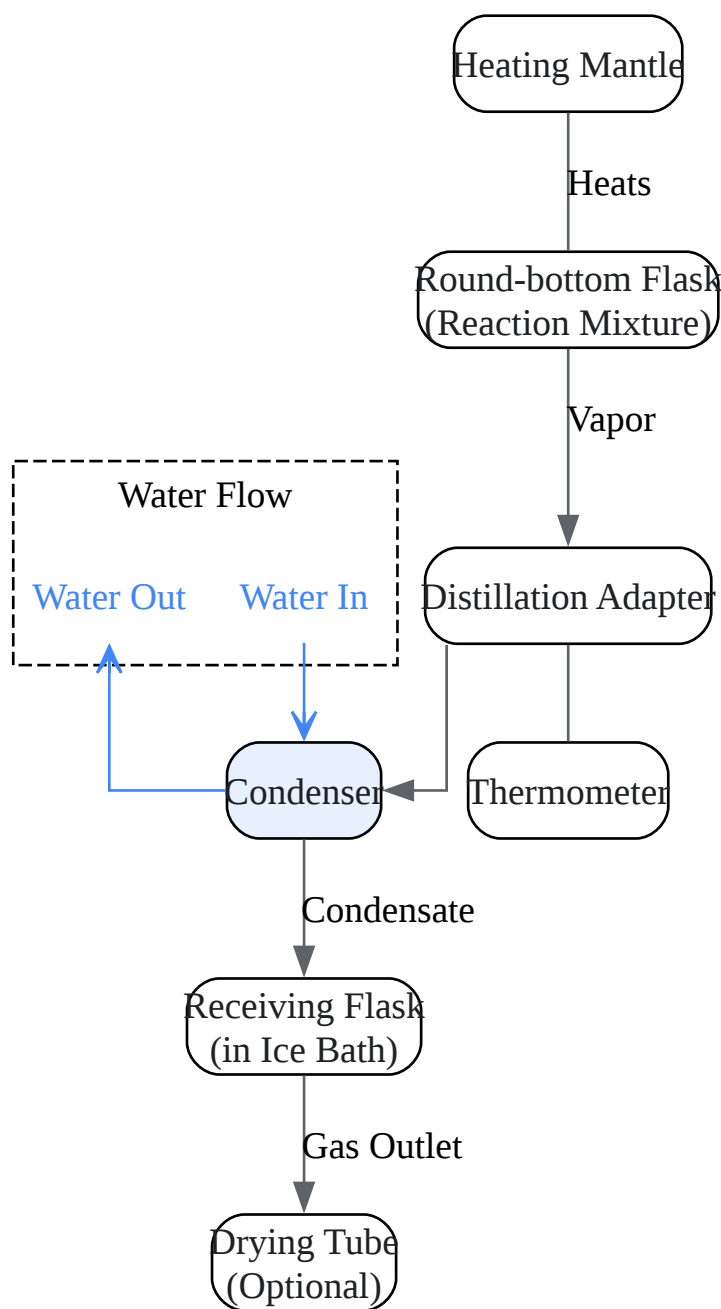 Heating Mantle
Heats
Round-bottom Flask
(Reaction Mixture)
Vapor
Water Flow
Water Out
Water In
Distillation Adapter
Condenser
Thermometer
Condensate
Receiving Flask
(in Ice Bath)
Gas Outlet
Drying Tube
(Optional)